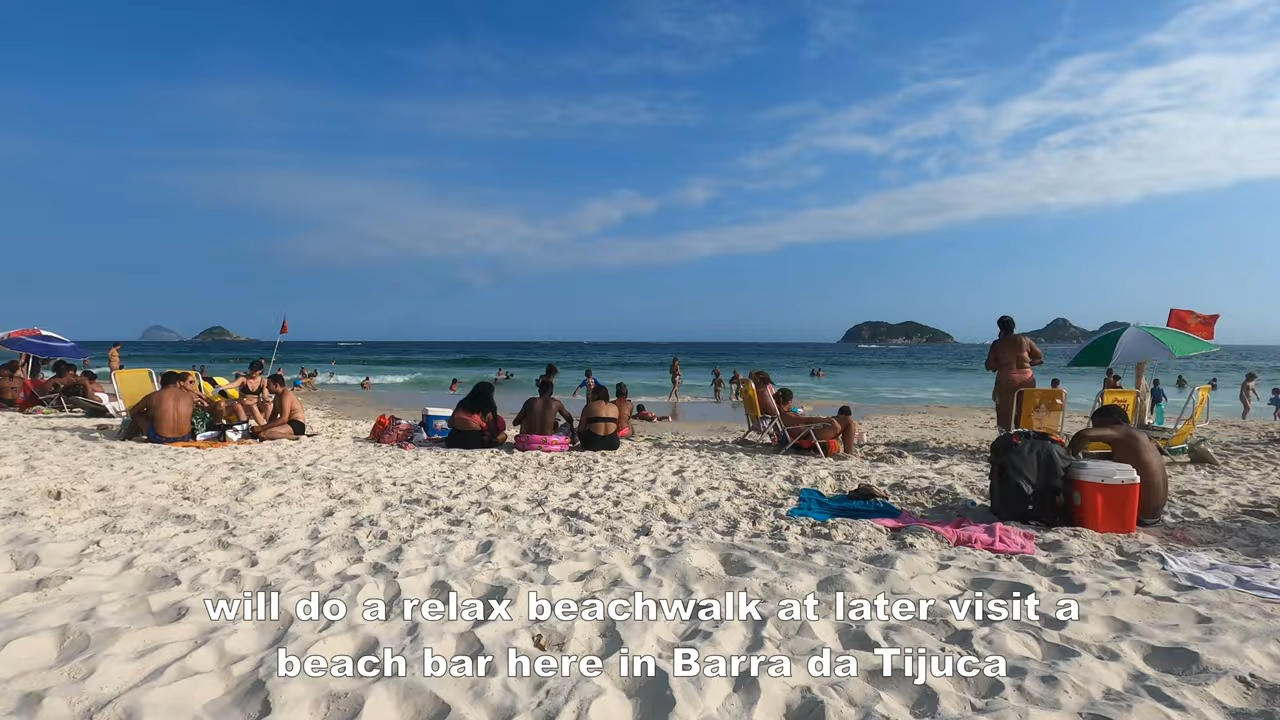 will do a relax beachwalk at later visit a
beach bar here in Barra da Tijuca